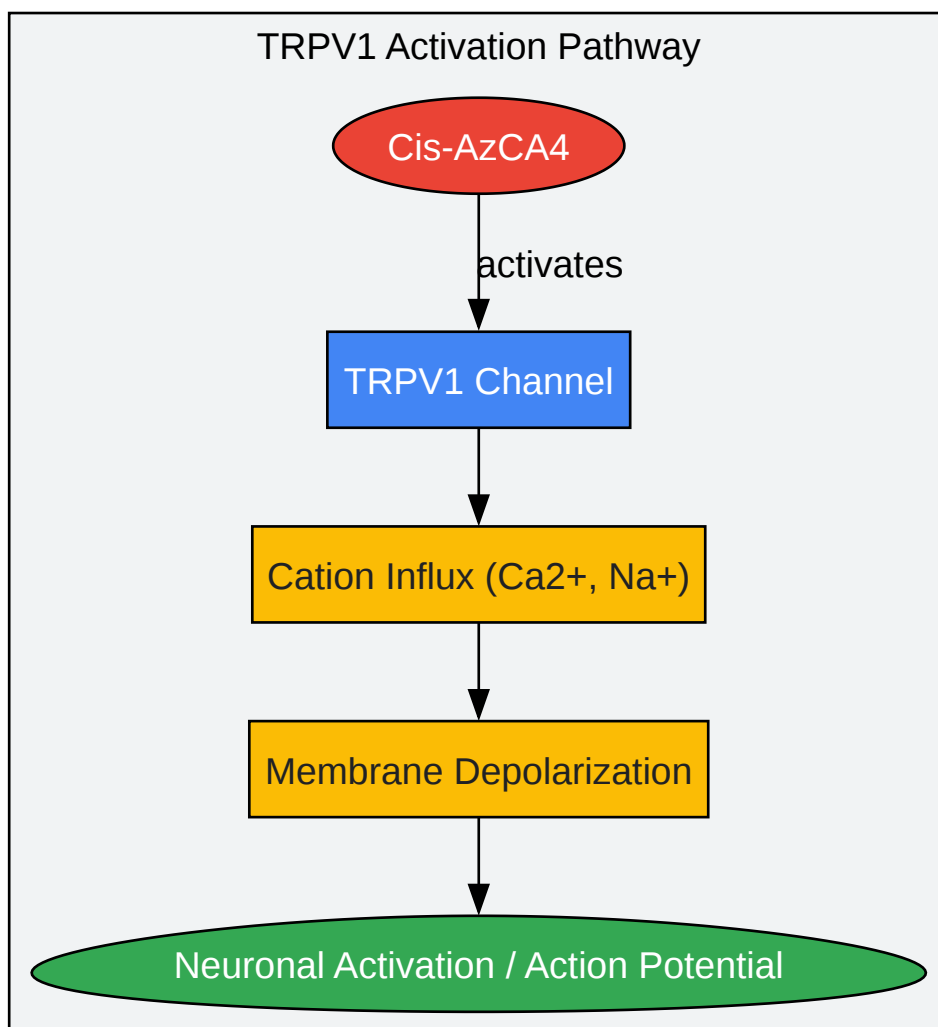 TRPV1 Activation Pathway
Cis-AzCA4
activates
TRPV1 Channel
Cation Influx (Ca2+, Na+)
Membrane Depolarization
Neuronal Activation / Action Potential